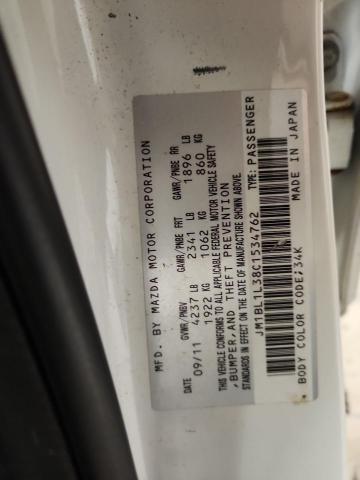 MFD. BY MAZDA MOTOR CORPORATION
GVWR/PNBV GAWR/PNBE FRT GAWR/PNBE RR
09/11 4237 LB 2341 LB 1896 LB
DATE 1922 KG 1062 KG 860 KG
THIS VEHICLE CONFORMS TO ALL APPLICABLE FEDERAL MOTOR VEHICLE SAFETY
, BUMPER, AND THEFT PREVENTION
STANDARDS IN EFFECT ON THE DATE OF MANUFACTURE SHOWN ABOVE.
JM1BL1L38C1534762 TYPE: PASSENGER
BODY COLOR CODE:34K MADE IN JAPAN